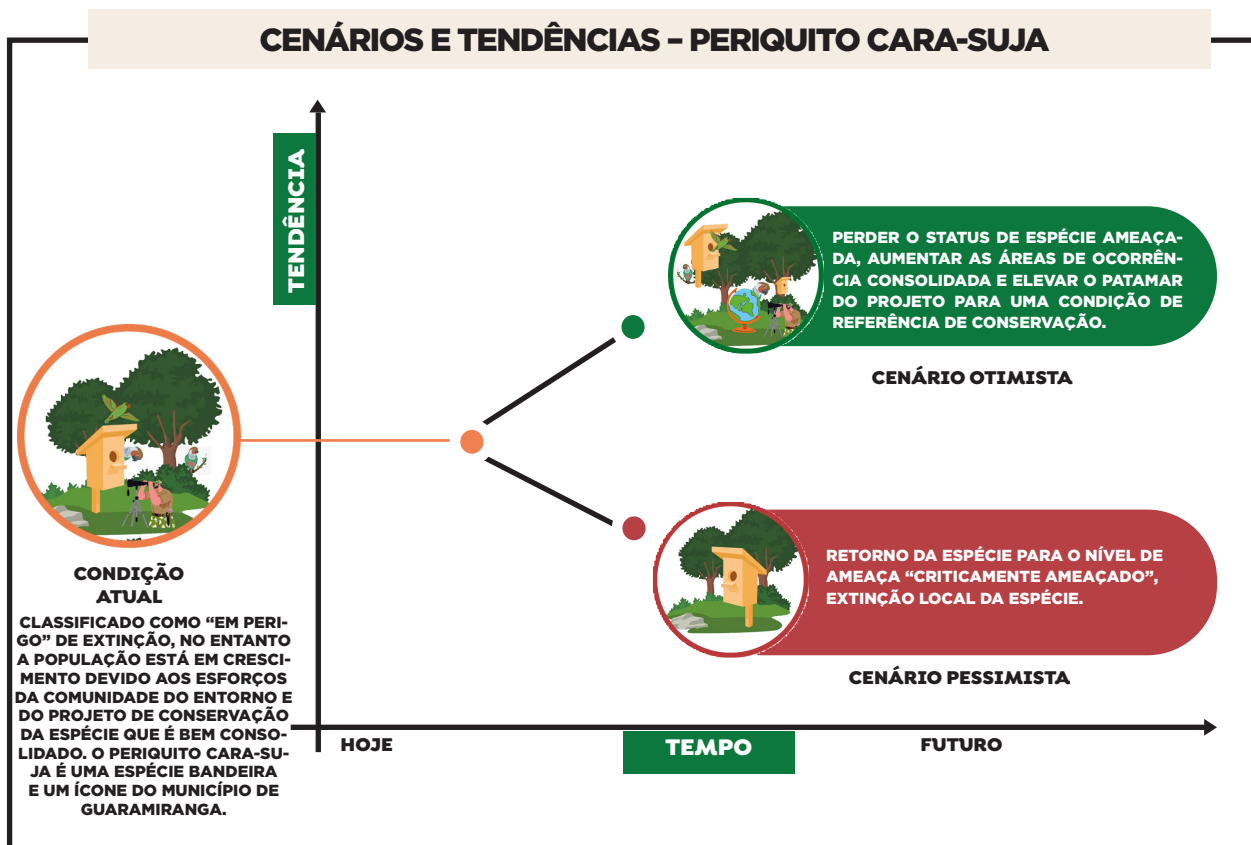 CENÁRIOS E TENDÊNCIAS – PERIQUITO CARA-SUJA
TENDÊNCIA
PERDER O STATUS DE ESPÉCIE AMEAÇA-
DA, AUMENTAR AS ÁREAS DE OCORRÊN-
CIA CONSOLIDADA E ELEVAR O PATAMAR
DO PROJETO PARA UMA CONDIÇÃO DE
REFERÊNCIA DE CONSERVAÇÃO.
CENÁRIO OTIMISTA
CONDIÇÃO
ATUAL
CLASSIFICADO COMO “EM PERI-
GO” DE EXTINÇÃO, NO ENTANTO
A POPULAÇÃO ESTÁ EM CRESCI-
MENTO DEVIDO AOS ESFORÇOS
DA COMUNIDADE DO ENTORNO E
DO PROJETO DE CONSERVAÇÃO
DA ESPÉCIE QUE É BEM CONSO-
LIDADO. O PERIQUITO CARA-SU-
JA É UMA ESPÉCIE BANDEIRA
E UM ÍCONE DO MUNICÍPIO DE
GUARAMIRANGA.
RETORNO DA ESPÉCIE PARA O NÍVEL DE
AMEAÇA “CRITICAMENTE AMEAÇADO”,
EXTINÇÃO LOCAL DA ESPÉCIE.
CENÁRIO PESSIMISTA
HOJE
TEMPO
FUTURO